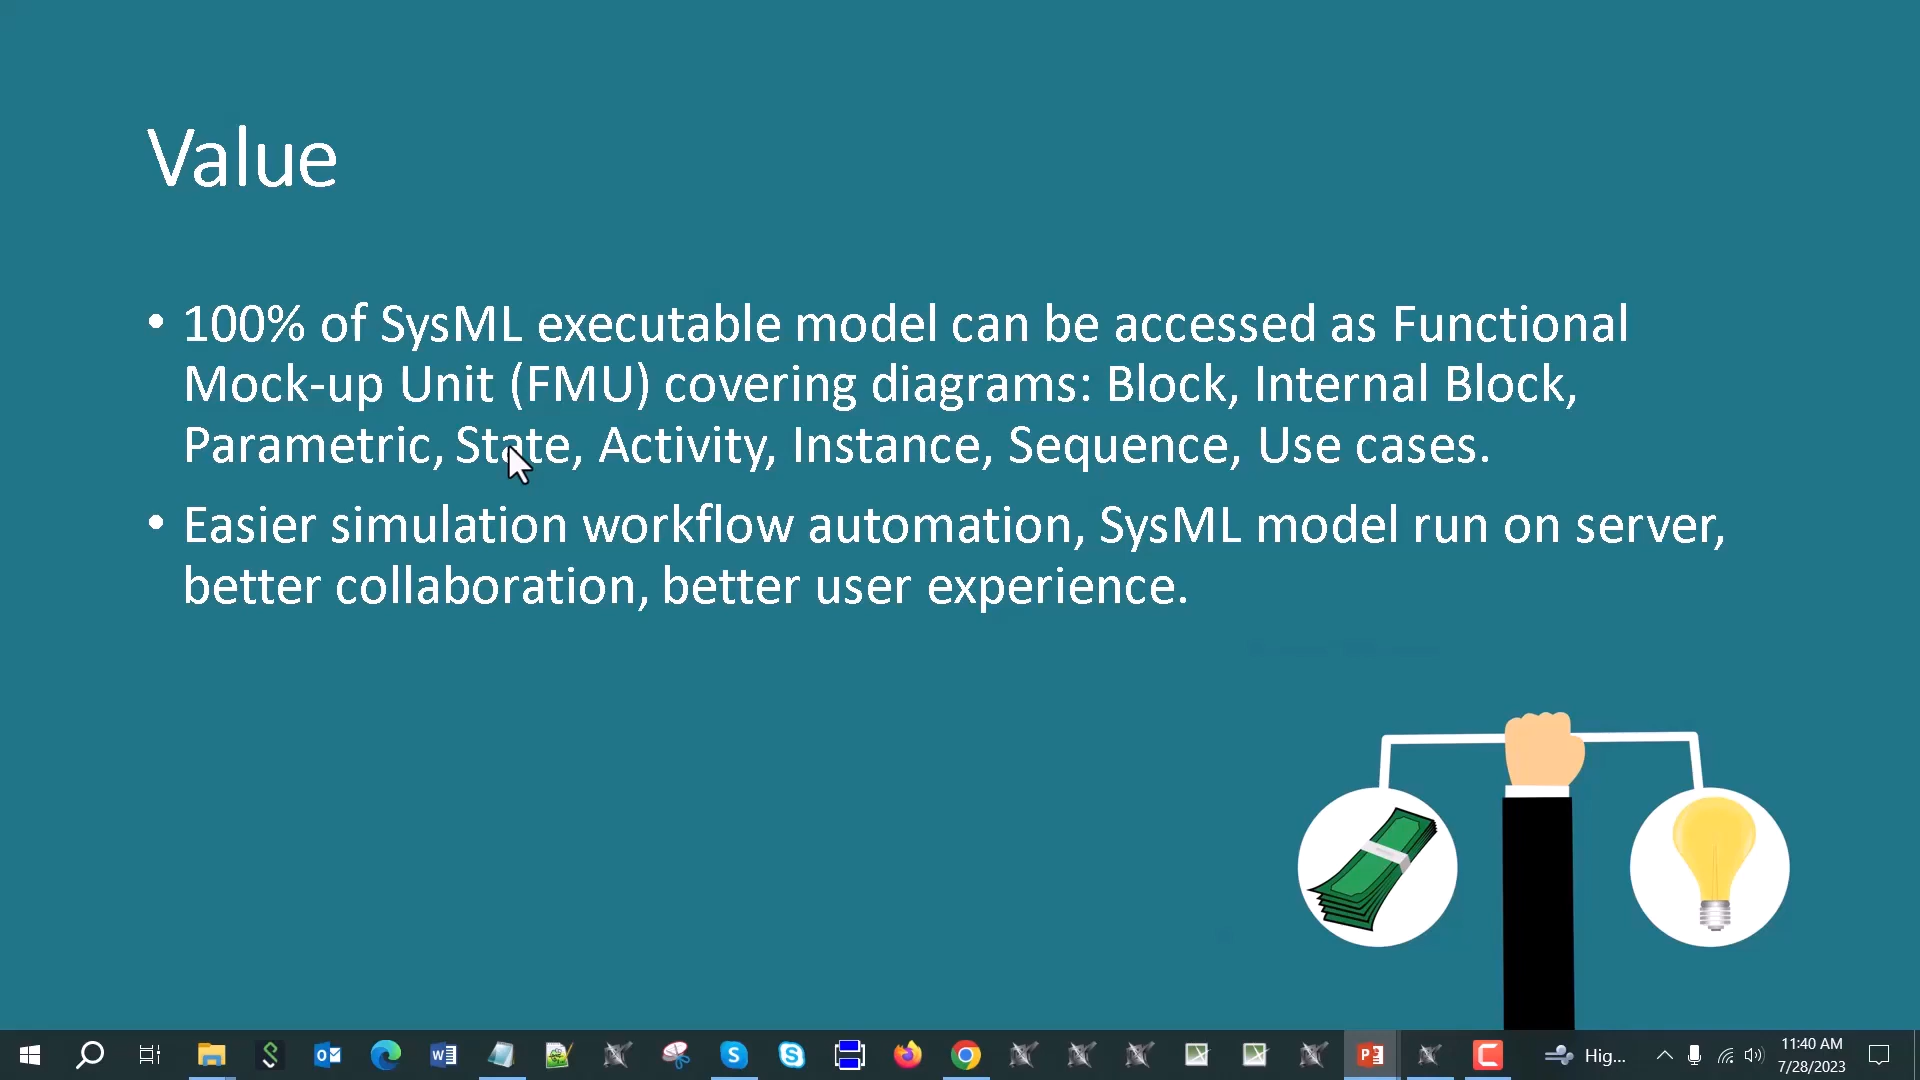 Value
• 100% of SysML executable model can be accessed as Functional
Mock-up Unit (FMU) covering diagrams: Block, Internal Block,
Parametric, State, Activity, Instance, Sequence, Use cases.
• Easier simulation workflow automation, SysML model run on server,
better collaboration, better user experience.
Hig...
11:40 AM
7/28/2023